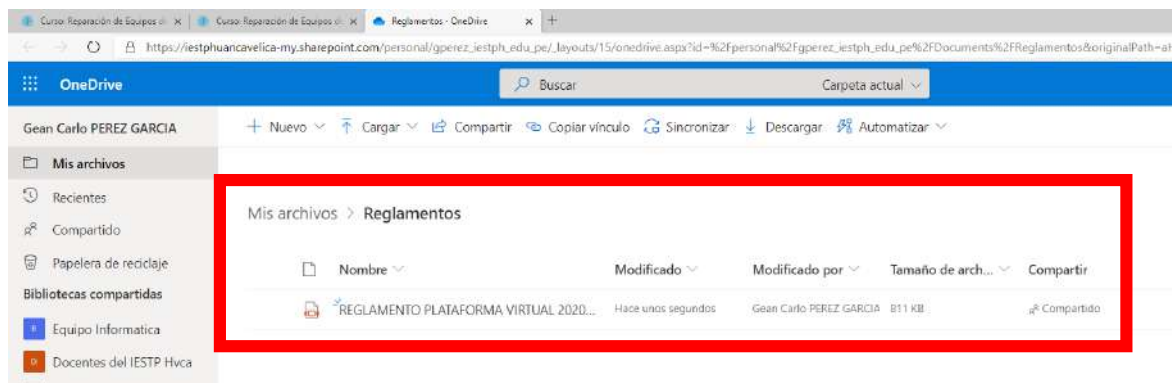 Curso: Reparación de Equipos d
Curso: Reparación de Equipos d
Reglamentos - OneDrive
https://iestphuancavelica-my.sharepoint.com/personal/gperez_iestph_edu_pe/_layouts/15/onedrive.aspx?id=%2Fpersonal%2Fgperez_iestph_edu_pe%2FDocuments%2FReglamentos&originalPath=aH
OneDrive
Buscar
Carpeta actual
Gean Carlo PEREZ GARCIA
Nuevo Cargar Compartir Copiar vínculo Sincronizar Descargar Automatizar
Mis archivos
Recientes
Compartido
Papelera de reciclaje
Bibliotecas compartidas
Equipo Informatica
D Docentes del IESTP Hvca
Mis archivos > Reglamentos
Nombre Modificado Modificado por Tamaño de arch... Compartir
REGLAMENTO PLATAFORMA VIRTUAL 2020... Hace unos segundos Gean Carlo PEREZ GARCIA 811 KB Compartido